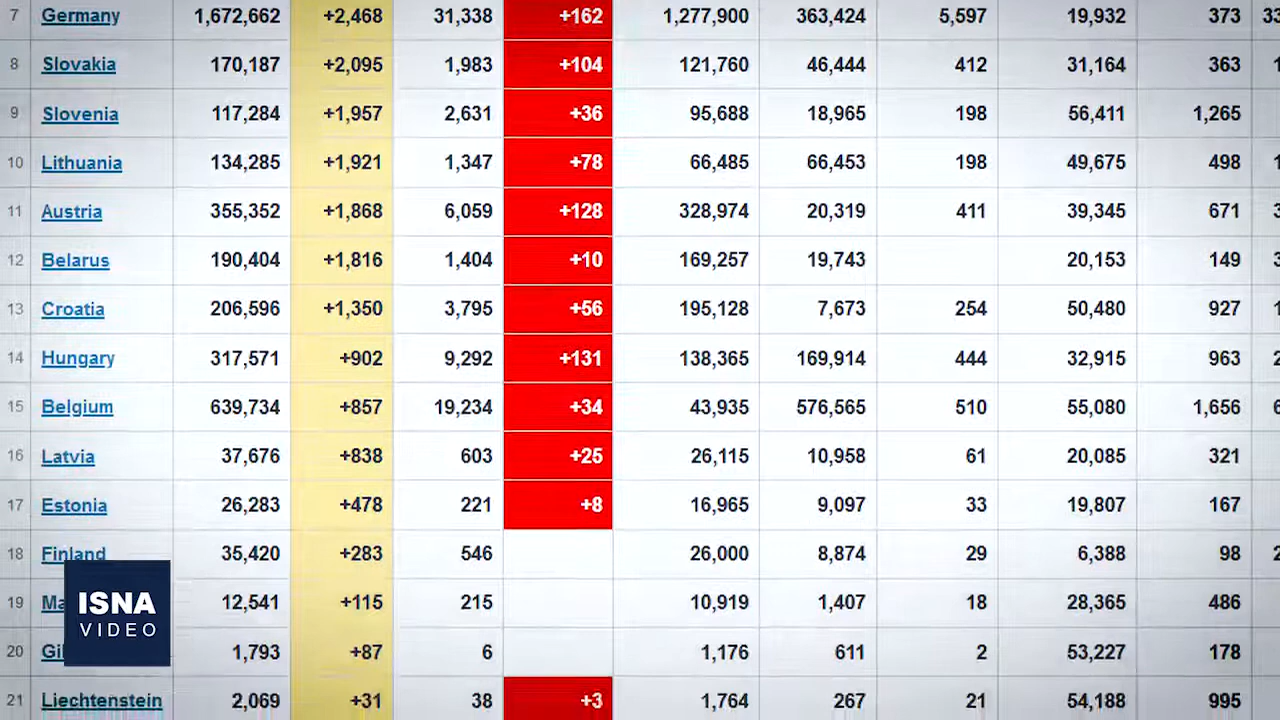 7 Germany 1,672,662 +2,468 31,338 +162 1,277,900 363,424 5,597 19,932 373
8 Slovakia 170,187 +2,095 1,983 +104 121,760 46,444 412 31,164 363
9 Slovenia 117,284 +1,957 2,631 +36 95,688 18,965 198 56,411 1,265
10 Lithuania 134,285 +1,921 1,347 +78 66,485 66,453 198 49,675 498
11 Austria 355,352 +1,868 6,059 +128 328,974 20,319 411 39,345 671
12 Belarus 190,404 +1,816 1,404 +10 169,257 19,743 20,153 149
13 Croatia 206,596 +1,350 3,795 +56 195,128 7,673 254 50,480 927
14 Hungary 317,571 +902 9,292 +131 138,365 169,914 444 32,915 963
15 Belgium 639,734 +857 19,234 +34 43,935 576,565 510 55,080 1,656
16 Latvia 37,676 +838 603 +25 26,115 10,958 61 20,085 321
17 Estonia 26,283 +478 221 +8 16,965 9,097 33 19,807 167
18 Finland 35,420 +283 546 26,000 8,874 29 6,388 98
19 12,541 +115 215 10,919 1,407 18 28,365 486
20 1,793 +87 6 1,176 611 2 53,227 178
21 Liechtenstein 2,069 +31 38 +3 1,764 267 21 54,188 995
ISNA
VIDEO